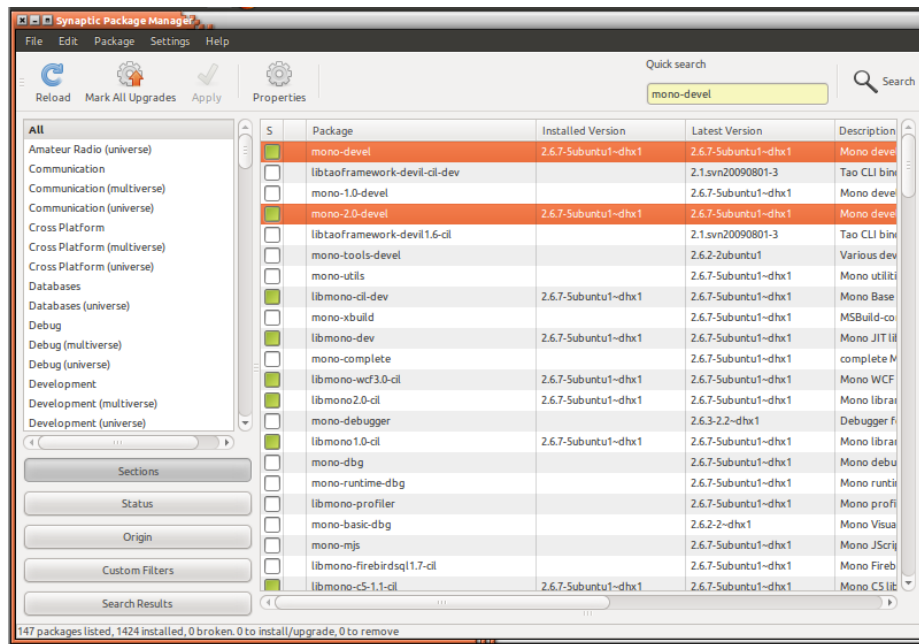 Synaptic Package Manager
File Edit Package Settings Help
Reload Mark All Upgrades Apply Properties
Quick search
mono-devel
Search
All
Amateur Radio (universe)
Communication
Communication (multiverse)
Communication (universe)
Cross Platform
Cross Platform (multiverse)
Cross Platform (universe)
Databases
Databases (universe)
Debug
Debug (multiverse)
Debug (universe)
Development
Development (multiverse)
Development (universe)
Sections
Status
Origin
Custom Filters
Search Results
S Package Installed Version Latest Version Description
mono-devel 2.6.7-5ubuntu1~dhx1 2.6.7-5ubuntu1~dhx1 Mono deve
libtaoframework-devil-cil-dev 2.1.svn20090801-3 Tao CLI bind
mono-1.0-devel 2.6.7-5ubuntu1~dhx1 Mono deve
mono-2.0-devel 2.6.7-5ubuntu1~dhx1 2.6.7-5ubuntu1~dhx1 Mono deve
libtaoframework-devil1.6-cil 2.1.svn20090801-3 Tao CLI bind
mono-tools-devel 2.6.2-2ubuntu1 Various dev
mono-utils 2.6.7-5ubuntu1~dhx1 Mono utiliti
libmono-cil-dev 2.6.7-5ubuntu1~dhx1 2.6.7-5ubuntu1~dhx1 Mono Base
mono-xbuild 2.6.7-5ubuntu1~dhx1 MSBuild-co
libmono-dev 2.6.7-5ubuntu1~dhx1 2.6.7-5ubuntu1~dhx1 Mono JIT li
mono-complete 2.6.7-5ubuntu1~dhx1 complete M
libmono-wcf3.0-cil 2.6.7-5ubuntu1~dhx1 2.6.7-5ubuntu1~dhx1 Mono WCF
libmono2.0-cil 2.6.7-5ubuntu1~dhx1 2.6.7-5ubuntu1~dhx1 Mono librar
mono-debugger 2.6.3-2.2~dhx1 Debugger f
libmono1.0-cil 2.6.7-5ubuntu1~dhx1 2.6.7-5ubuntu1~dhx1 Mono librar
mono-dbg 2.6.7-5ubuntu1~dhx1 Mono debu
mono-runtime-dbg 2.6.7-5ubuntu1~dhx1 Mono runti
libmono-profiler 2.6.7-5ubuntu1~dhx1 Mono profi
mono-basic-dbg 2.6.2-2~dhx1 Mono Visua
mono-mjs 2.6.7-5ubuntu1~dhx1 Mono JScrip
libmono-firebirdsql1.7-cil 2.6.7-5ubuntu1~dhx1 Mono Fireb
libmono-c5-1.1-cil 2.6.7-5ubuntu1~dhx1 2.6.7-5ubuntu1~dhx1 Mono C5 lib
147 packages listed, 1424 installed, 0 broken. 0 to install/upgrade, 0 to remove